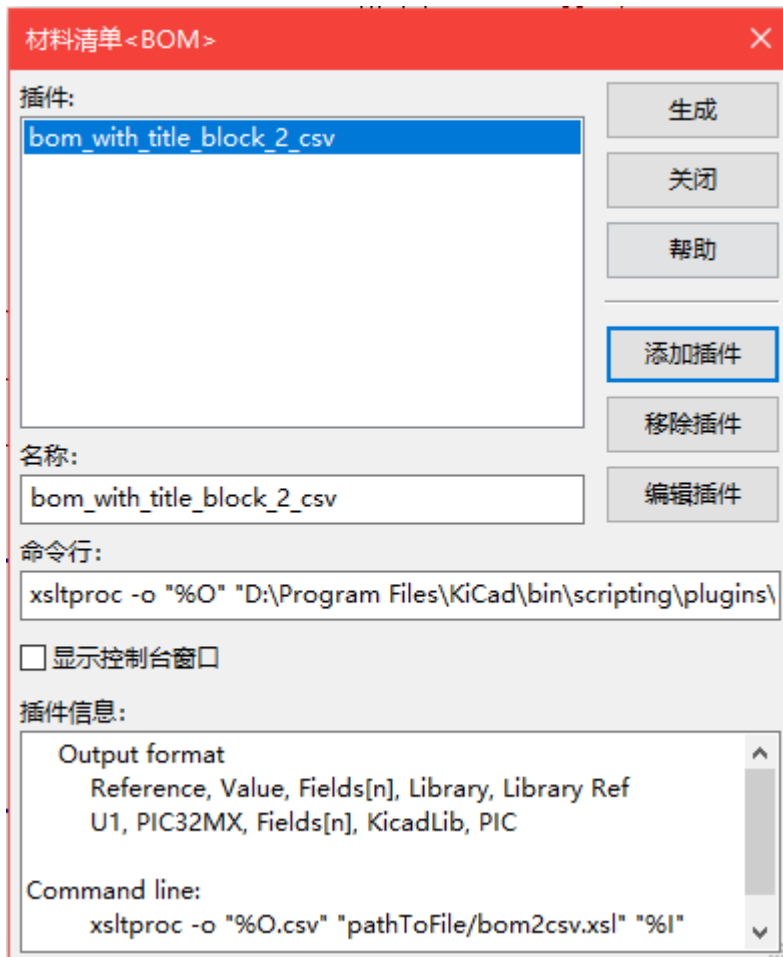 材料清单<BOM>
插件:
bom_with_title_block_2_csv
生成
关闭
帮助
添加插件
移除插件
编辑插件
名称:
bom_with_title_block_2_csv
命令行:
xsltproc -o "%O" "D:\Program Files\KiCad\bin\scripting\plugins\
显示控制台窗口
插件信息:
Output format
Reference, Value, Fields[n], Library, Library Ref
U1, PIC32MX, Fields[n], KicadLib, PIC
Command line:
xsltproc -o "%O.csv" "pathToFile/bom2csv.xsl" "%I"